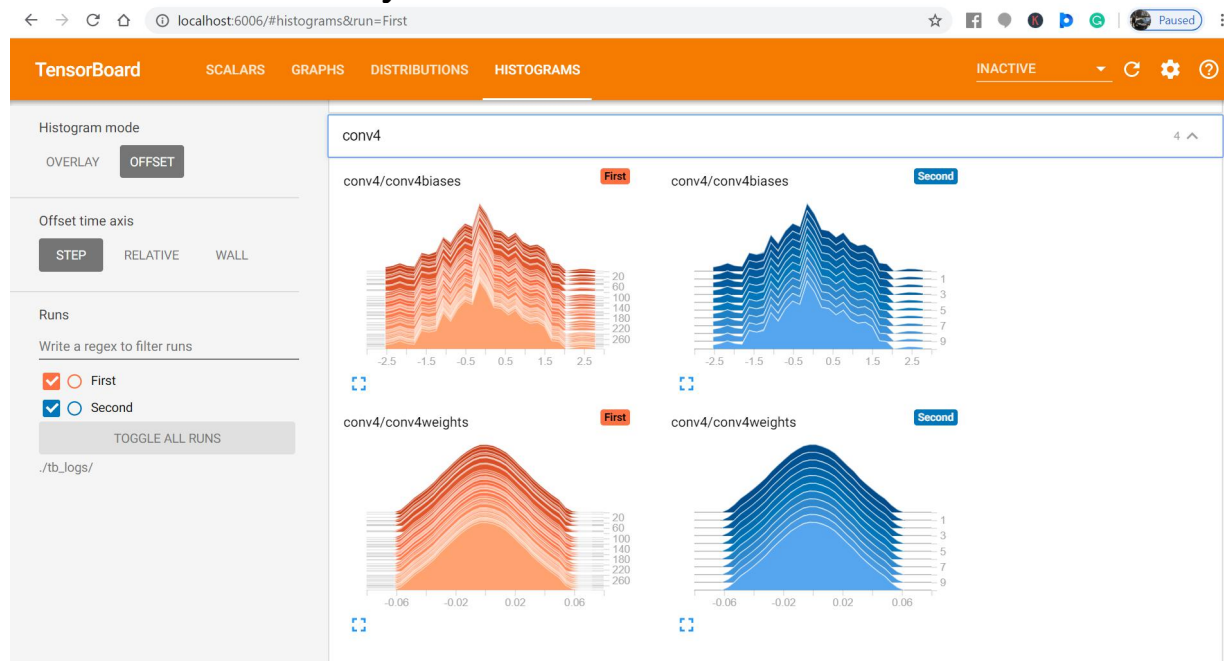 localhost:6006/#histograms&run=First
Paused
TensorBoard
SCALARS
GRAPHS
DISTRIBUTIONS
HISTOGRAMS
INACTIVE
Histogram mode
OVERLAY
OFFSET
Offset time axis
STEP
RELATIVE
WALL
Runs
Write a regex to filter runs
First
Second
TOGGLE ALL RUNS
./tb_logs/
conv4
4
conv4/conv4biases
First
20
60
100
140
180
220
260
-2.5 -1.5 -0.5 0.5 1.5 2.5
conv4/conv4biases
Second
1
3
5
7
9
-2.5 -1.5 -0.5 0.5 1.5 2.5
conv4/conv4weights
First
20
60
100
140
180
220
260
-0.06 -0.02 0.02 0.06
conv4/conv4weights
Second
1
3
5
7
9
-0.06 -0.02 0.02 0.06